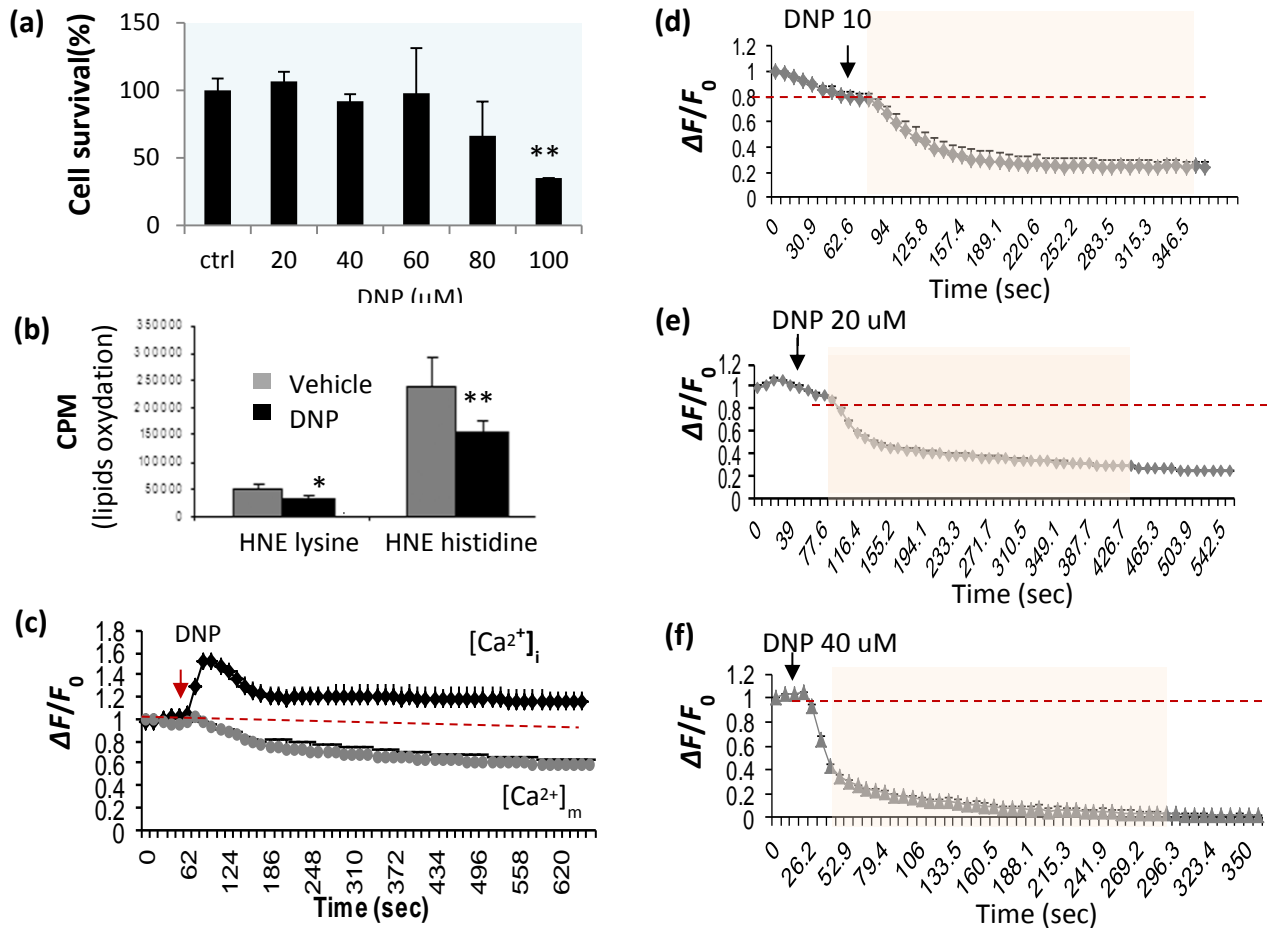 (a)
Cell survival(%)
150
100
50
0
**
ctrl 20 40 60 80 100
DNP (uM)
(b)
CPM
(lipids oxydation)
350000
300000
250000
200000
150000
100000
50000
0
Vehicle
DNP
*
**
HNE lysine HNE histidine
(c)
ΔF/F0
1.8
1.6
1.4
1.2
1
0.8
0.6
0.4
0.2
0
DNP
[Ca2+]i
[Ca2+]m
0 62 124 186 248 310 372 434 496 558 620
Time (sec)
(d)
DNP 10
ΔF/F0
1.2
1
0.8
0.6
0.4
0.2
0
0 30.9 62.6 94 125.8 157.4 189.1 220.6 252.2 283.5 315.3 346.5
Time (sec)
(e)
DNP 20 uM
ΔF/F0
1.2
1
0.8
0.6
0.4
0.2
0
0 39 77.6 116.4 155.2 194.1 233.3 271.7 310.5 349.1 387.7 426.7 465.3 503.9 542.5
Time (sec)
(f)
DNP 40 uM
ΔF/F0
1.2
1
0.8
0.6
0.4
0.2
0
0 26.2 52.9 79.4 106 133.5 160.5 188.1 215.3 241.9 269.2 296.3 323.4 350
Time (sec)